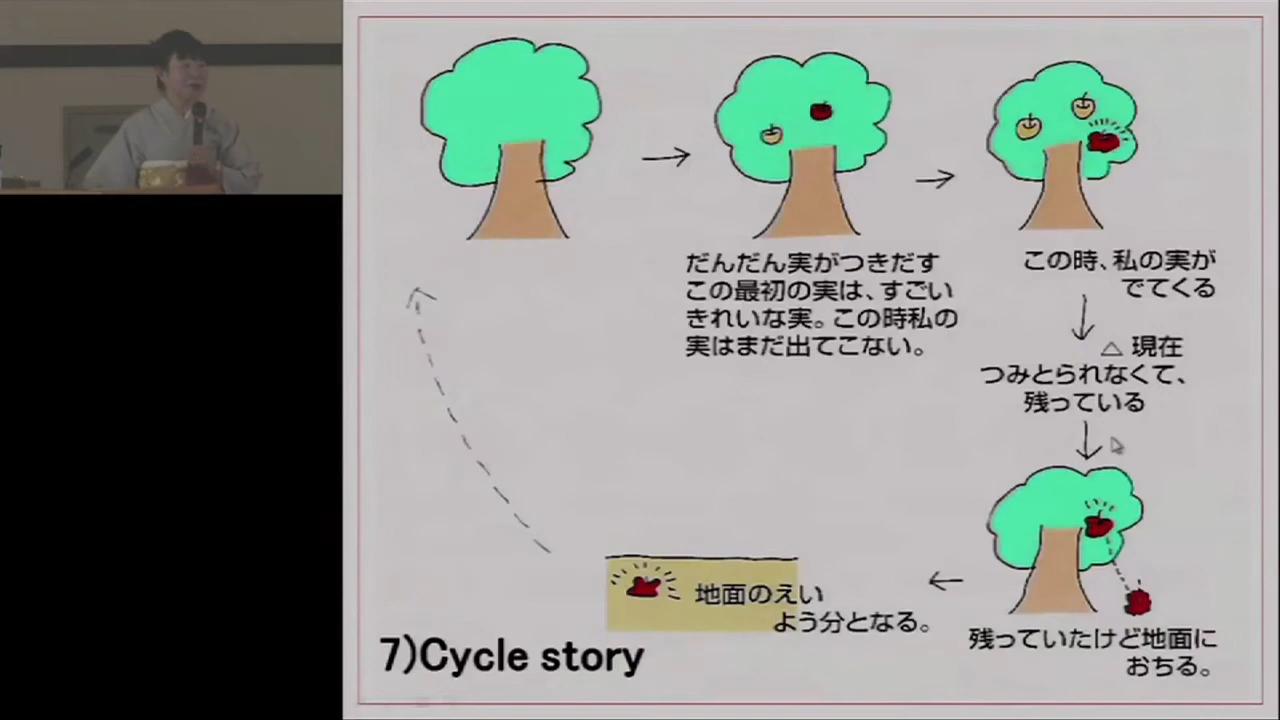 だんだん実がつきだす
この最初の実は、すごい
きれいな実。この時私の
実はまだ出てこない。
この時、私の実が
でてくる
△ 現在
つみとられなくて、
残っている
残っていたけど地面に
おちる。
地面のえい
よう分となる。
7)Cycle story